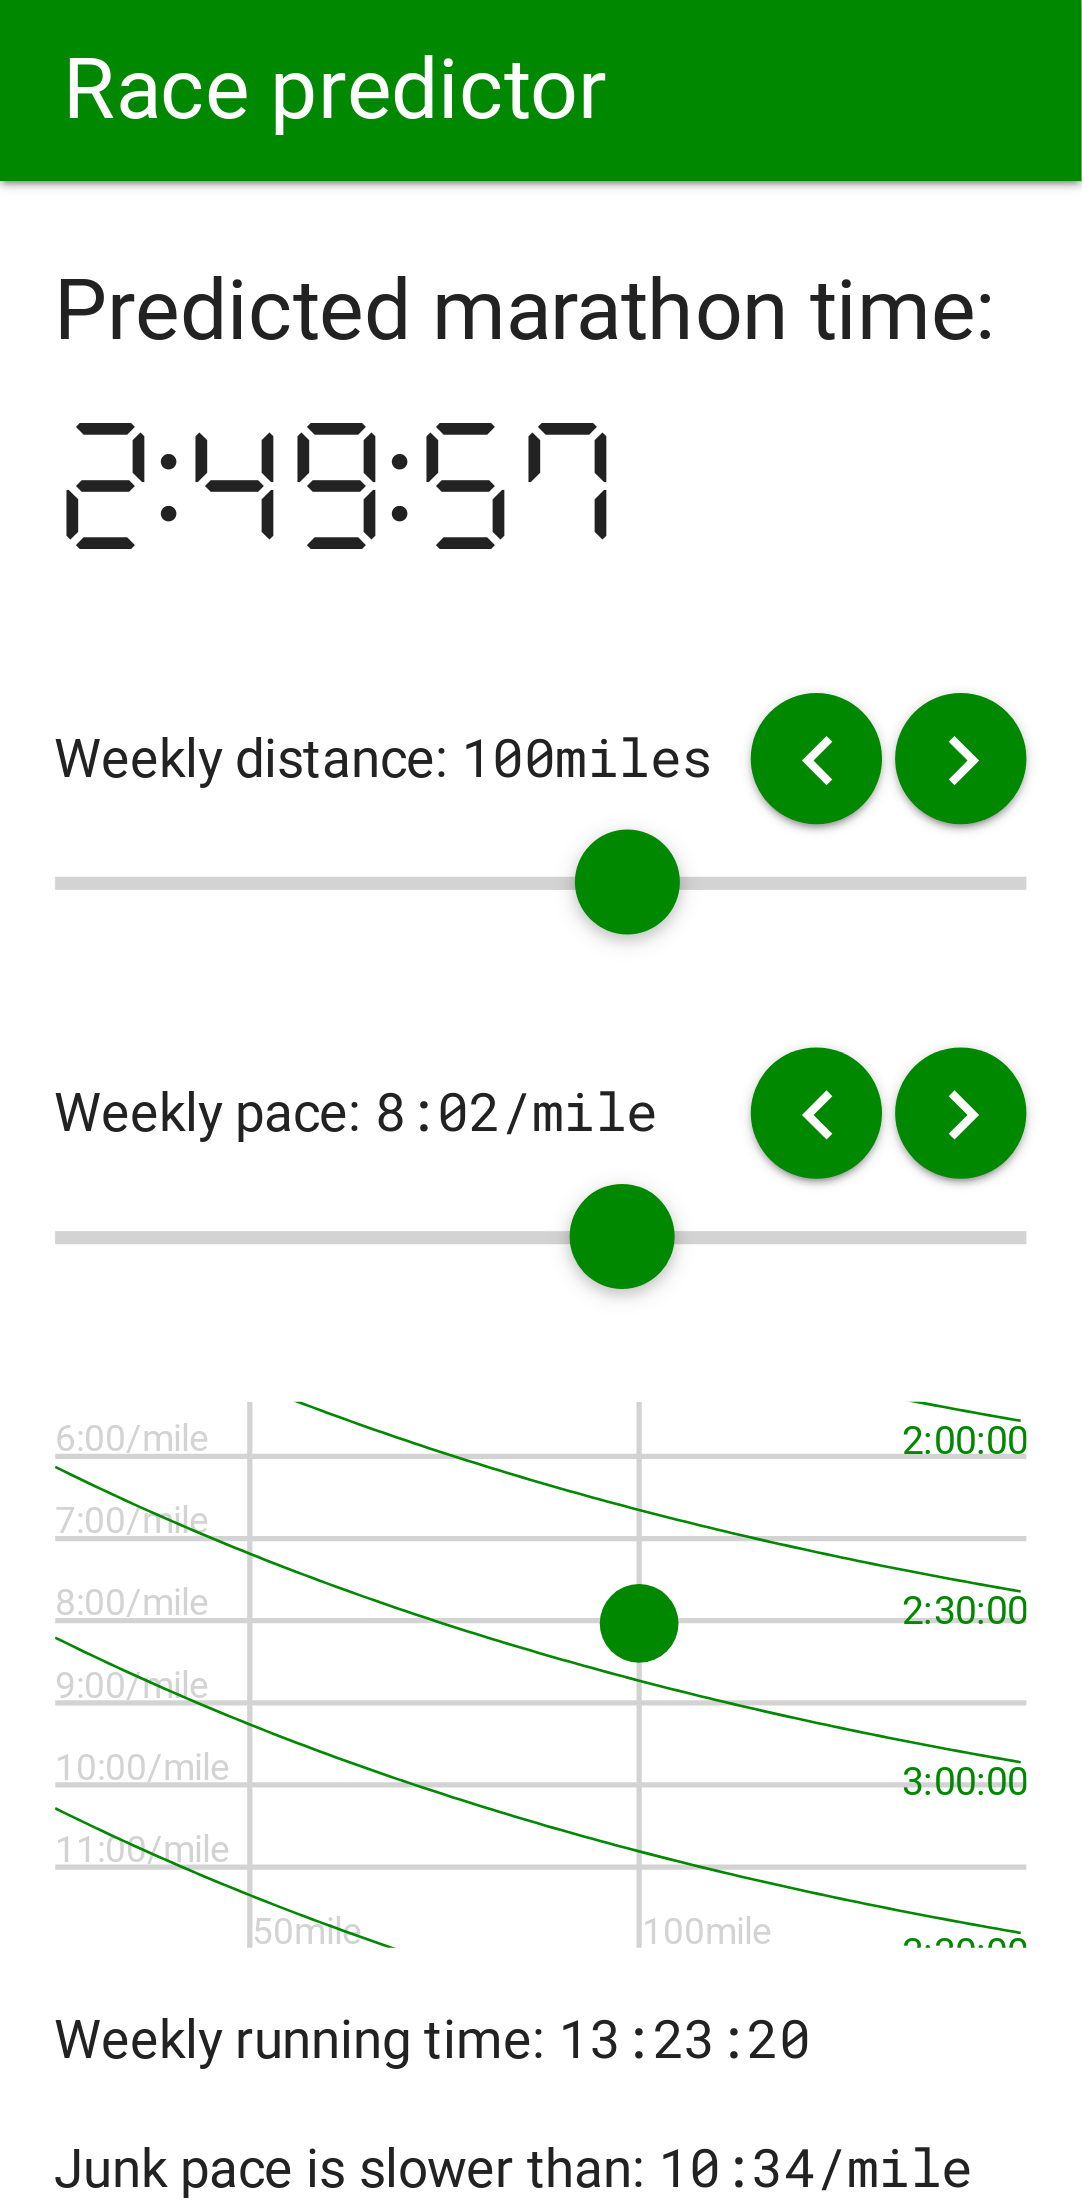 Race predictor
Predicted marathon time:
2:49:57
Weekly distance: 100miles
Weekly pace: 8:02/mile
6:00/mile
2:00:00
7:00/mile
8:00/mile
2:30:00
9:00/mile
10:00/mile
3:00:00
11:00/mile
50mile
100mile
Weekly running time: 13:23:20
Junk pace is slower than: 10:34/mile